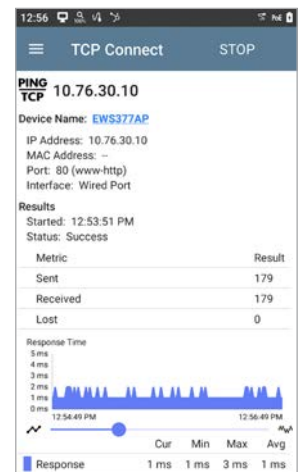 12:56
TCP Connect STOP
PING
TCP 10.76.30.10
Device Name: EWS377AP
IP Address: 10.76.30.10
MAC Address: --
Port: 80 (www-http)
Interface: Wired Port
Results
Started: 12:53:51 PM
Status: Success
Metric Result
Sent 179
Received 179
Lost 0
Response Time
5 ms
4 ms
3 ms
2 ms
1 ms
0 ms
12:54:49 PM 12:56:49 PM
Cur Min Max Avg
Response 1 ms 1 ms 3 ms 1 ms